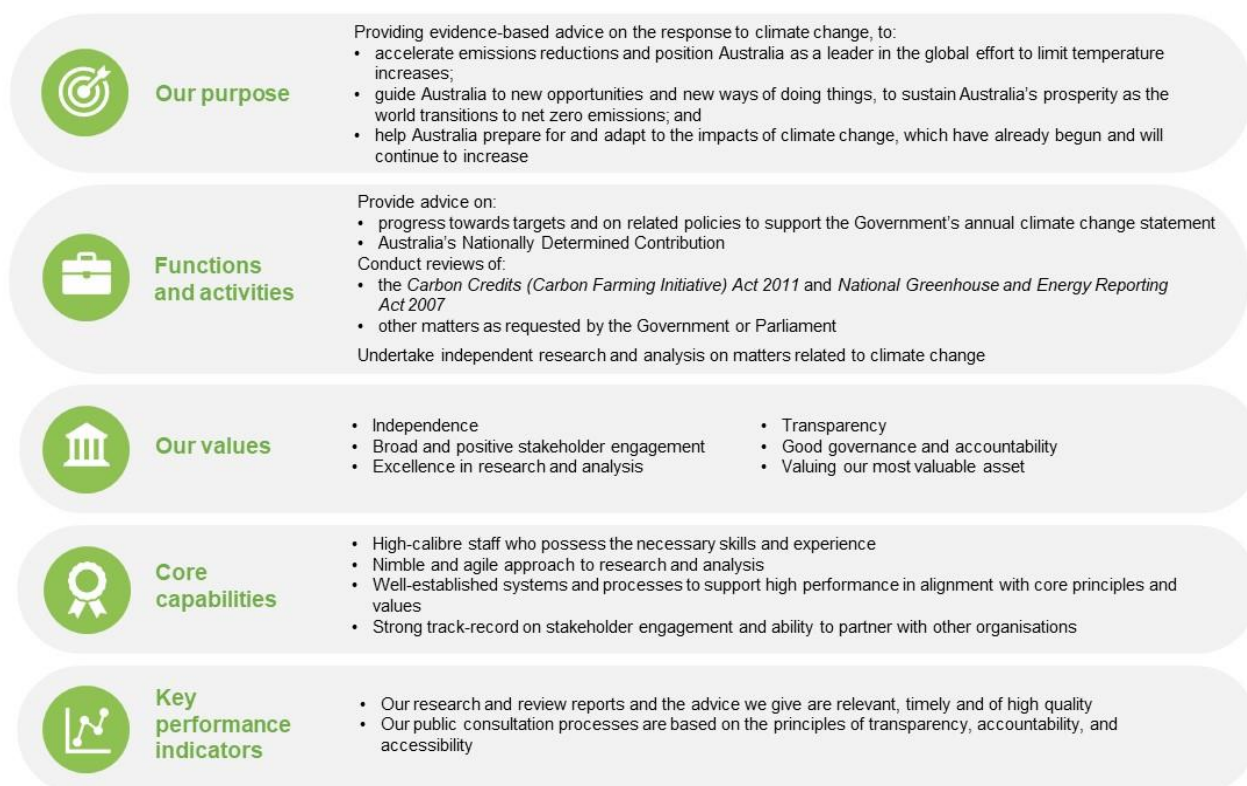 Our purpose
Providing evidence-based advice on the response to climate change, to:
• accelerate emissions reductions and position Australia as a leader in the global effort to limit temperature
increases;
• guide Australia to new opportunities and new ways of doing things, to sustain Australia's prosperity as the
world transitions to net zero emissions; and
• help Australia prepare for and adapt to the impacts of climate change, which have already begun and will
continue to increase
Functions
and activities
Provide advice on:
• progress towards targets and on related policies to support the Government's annual climate change statement
• Australia's Nationally Determined Contribution
Conduct reviews of:
• the Carbon Credits (Carbon Farming Initiative) Act 2011 and National Greenhouse and Energy Reporting
Act 2007
• other matters as requested by the Government or Parliament
Undertake independent research and analysis on matters related to climate change
Our values
• Independence
• Broad and positive stakeholder engagement
• Excellence in research and analysis
• Transparency
• Good governance and accountability
• Valuing our most valuable asset
Core
capabilities
• High-calibre staff who possess the necessary skills and experience
• Nimble and agile approach to research and analysis
• Well-established systems and processes to support high performance in alignment with core principles and
values
• Strong track-record on stakeholder engagement and ability to partner with other organisations
Key
performance
indicators
• Our research and review reports and the advice we give are relevant, timely and of high quality
• Our public consultation processes are based on the principles of transparency, accountability, and
accessibility